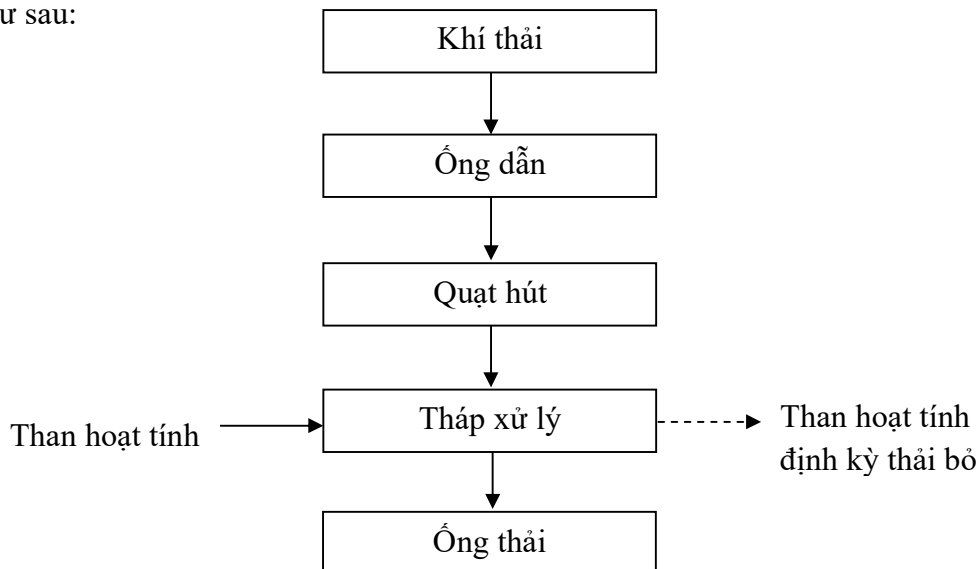 ư sau:
Khí thải
Ống dẫn
Quạt hút
Tháp xử lý
Than hoạt tính
Than hoạt tính
định kỳ thải bỏ
Ống thải